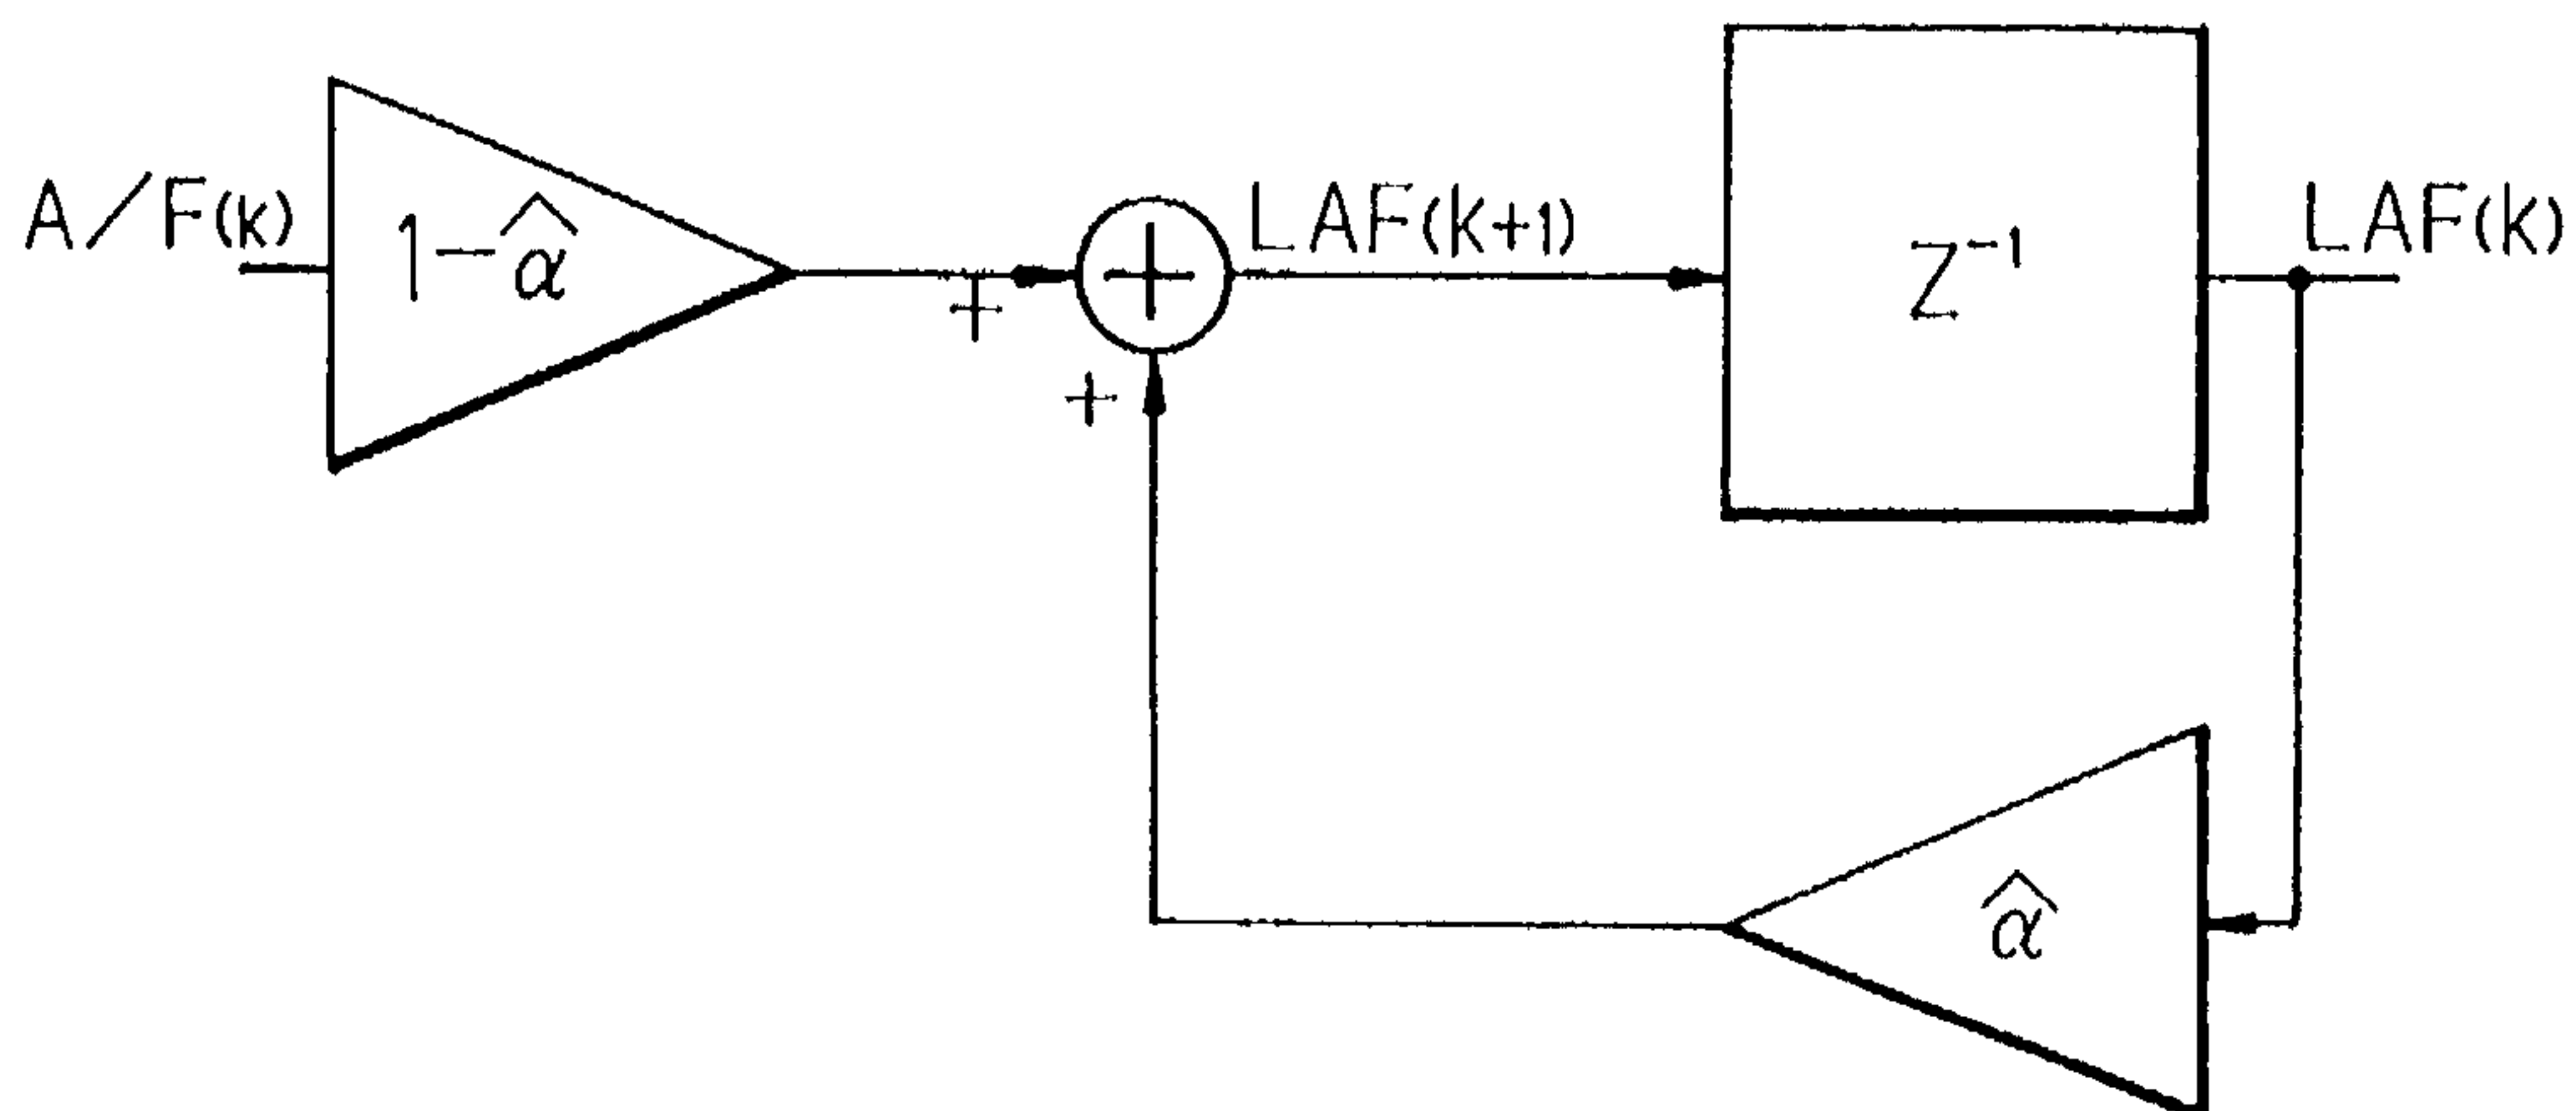 A/F(k)
1-α̂
+
+
+
LAF(k+1)
Z⁻¹
LAF(k)
α̂